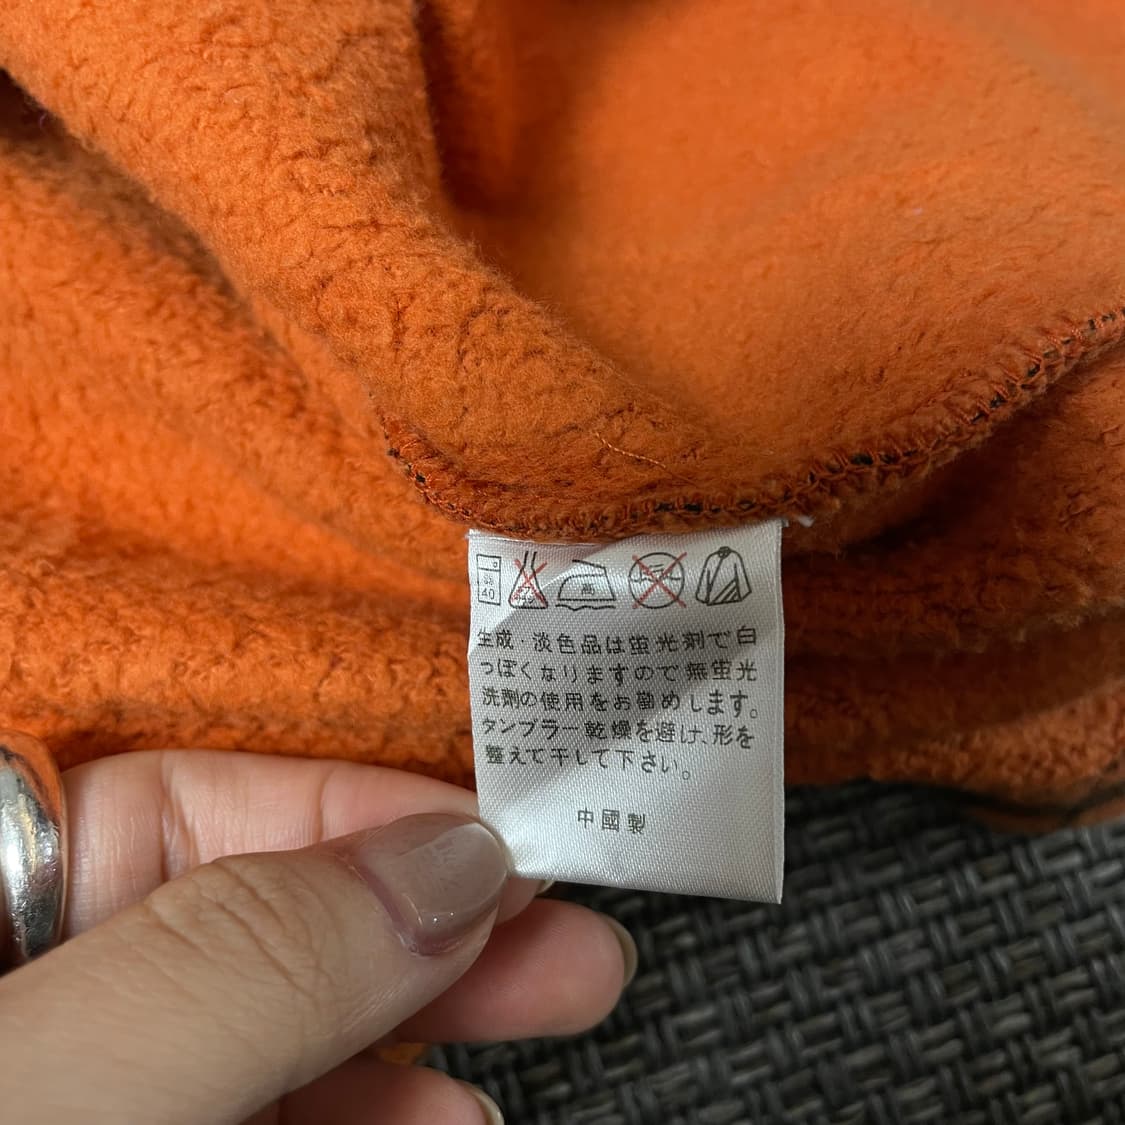 40
高
生成・淡色品は蛍光剤で白
っぽくなりますので無蛍光
洗剤の使用をお勧めします。
タンブラー乾燥を避け、形を
整えて干して下さい。
中國製